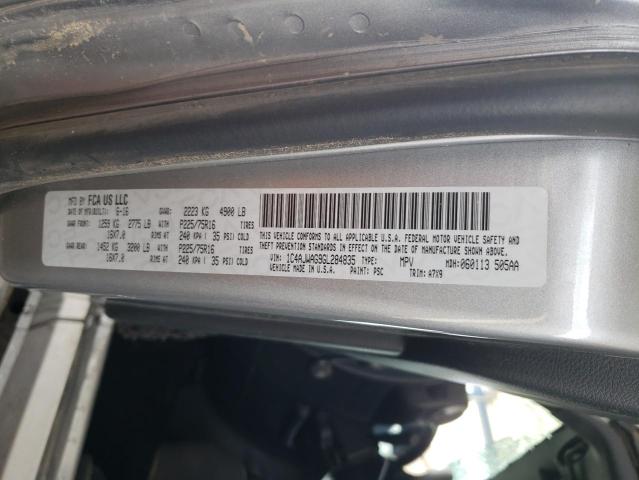 MFD BY FCA US LLC
DATE OF MFR(BUILT): 6-16 GVWR: 2223 KG 4900 LB
GAWR FRONT: 1259 KG 2775 LB WITH P225/75R16 TIRES
16X7.0 RIMS AT 240 KPA ( 35 PSI) COLD
GAWR REAR: 1452 KG 3200 LB WITH P225/75R16 TIRES
16X7.0 RIMS AT 240 KPA ( 35 PSI) COLD
THIS VEHICLE CONFORMS TO ALL APPLICABLE U.S.A. FEDERAL MOTOR VEHICLE SAFETY AND
THEFT PREVENTION STANDARDS IN EFFECT ON THE DATE OF MANUFACTURE SHOWN ABOVE.
MADE IN U.S.A.
VIN: 1C4AJWAG9GL284835 TYPE: MPV MDH: 060113 505AA
PAINT: PSC TRIM: A7X9